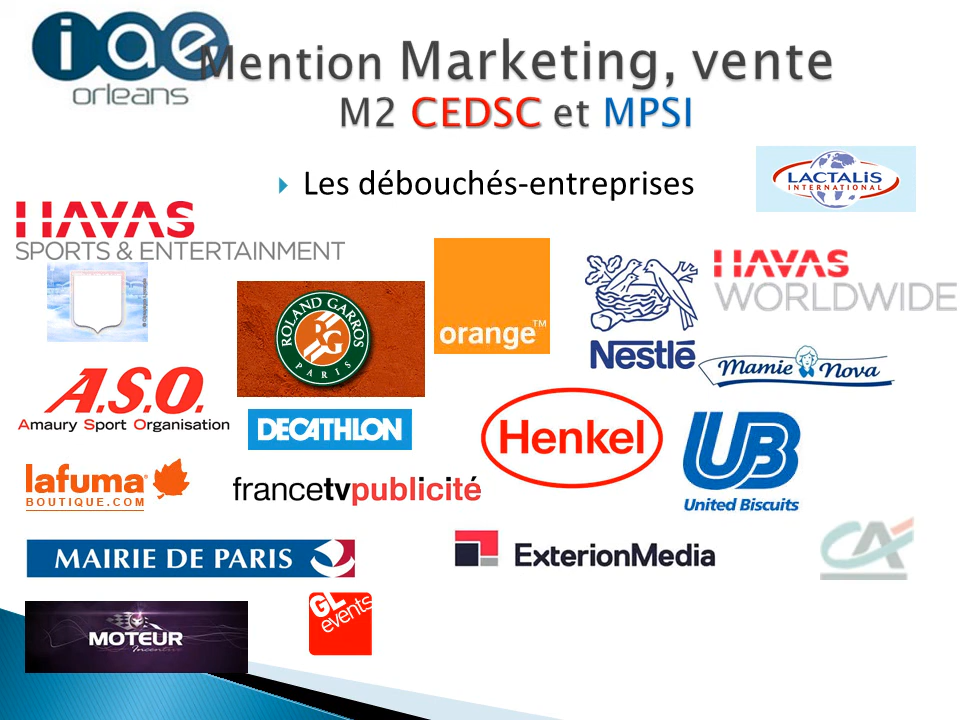 iae
orleans
Mention Marketing, vente
M2 CEDSC et MPSI
Les débouchés-entreprises
LACTALIS
INTERNATIONAL
HAVAS
SPORTS & ENTERTAINMENT
ROLAND GARROS
RG
PARIS
orange™
Nestlé
HAVAS
WORLDWIDE
Mamie Nova
A.S.O.
Amaury Sport Organisation
DECATHLON
Henkel
UB
United Biscuits
lafuma®
BOUTIQUE.COM
francetvpublicité
MAIRIE DE PARIS
ExterionMedia
CA
MOTEUR
Incentive
GL
events